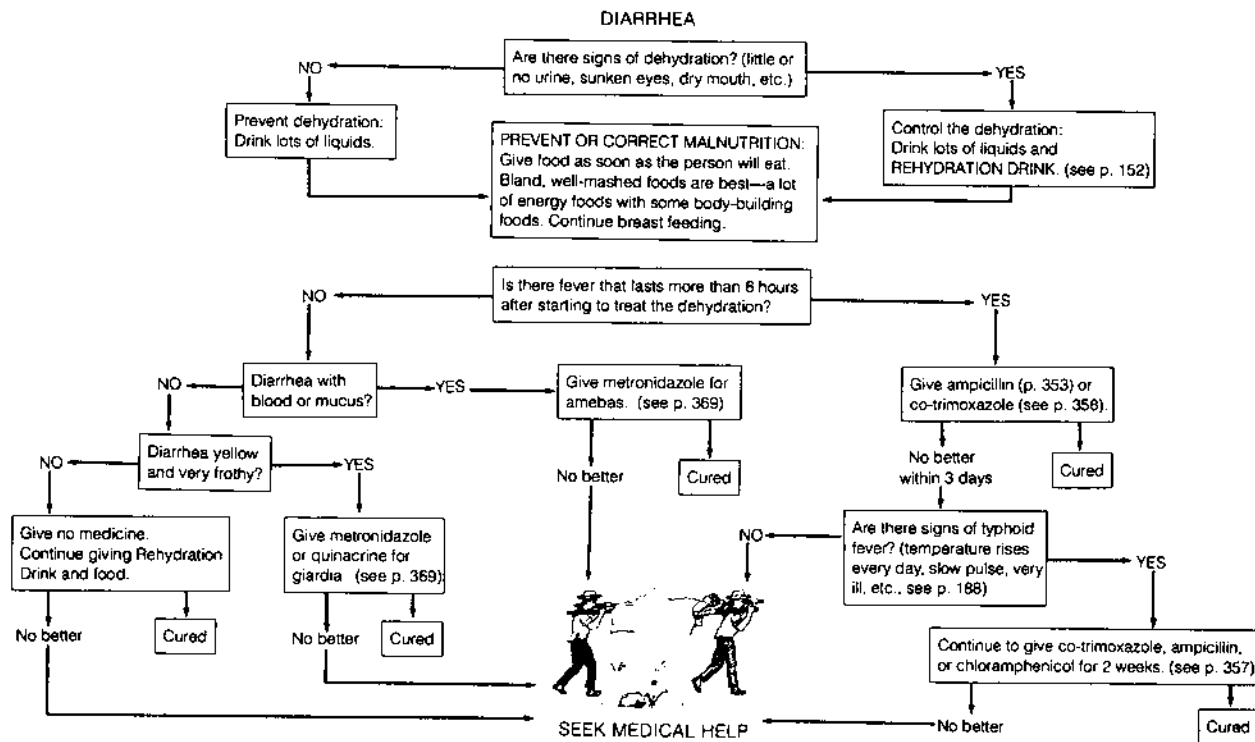 DIARRHEA
Are there signs of dehydration? (little or
no urine, sunken eyes, dry mouth, etc.)
NO
YES
Prevent dehydration:
Drink lots of liquids.
PREVENT OR CORRECT MALNUTRITION:
Give food as soon as the person will eat.
Bland, well-mashed foods are best—a lot
of energy foods with some body-building
foods. Continue breast feeding.
Control the dehydration:
Drink lots of liquids and
REHYDRATION DRINK. (see p. 152)
Is there fever that lasts more than 6 hours
after starting to treat the dehydration?
NO
YES
Diarrhea with
blood or mucus?
NO
YES
Give metronidazole for
amebas. (see p. 369)
Give ampicillin (p. 353) or
co-trimoxazole (see p. 358).
Diarrhea yellow
and very frothy?
NO
YES
No better
Cured
No better
within 3 days
Cured
Give no medicine.
Continue giving Rehydration
Drink and food.
Give metronidazole
or quinacrine for
giardia (see p. 369)
Are there signs of typhoid
fever? (temperature rises
every day, slow pulse, very
ill, etc., see p. 188)
NO
YES
No better
Cured
No better
Cured
Continue to give co-trimoxazole, ampicillin,
or chloramphenicol for 2 weeks. (see p. 357)
SEEK MEDICAL HELP
No better
Cured